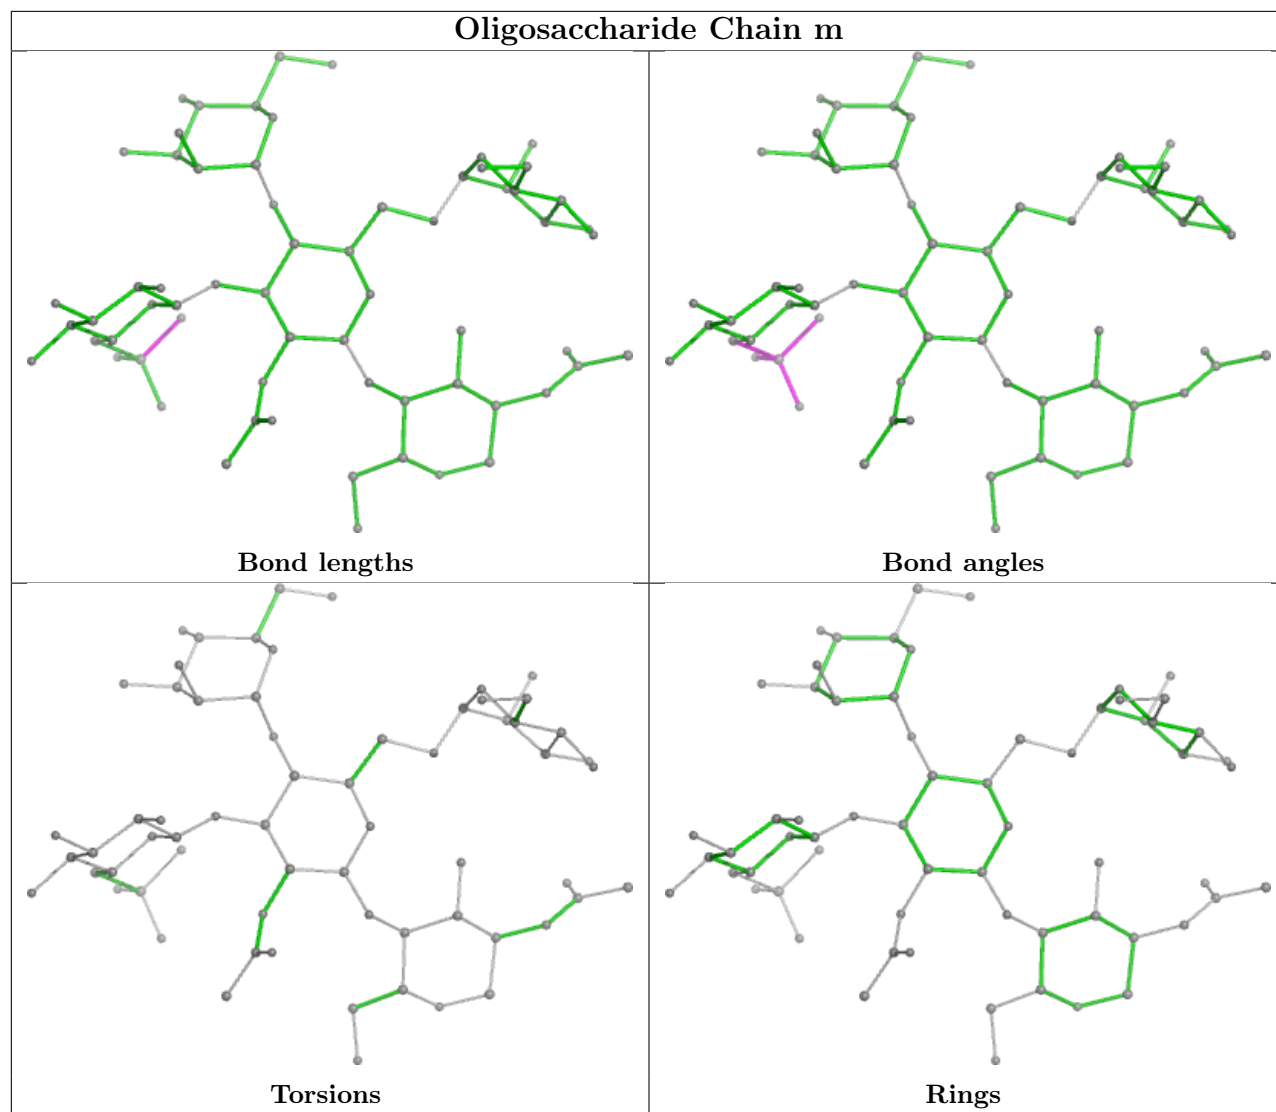 Oligosaccharide Chain m
Bond lengths
Bond angles
Torsions
Rings